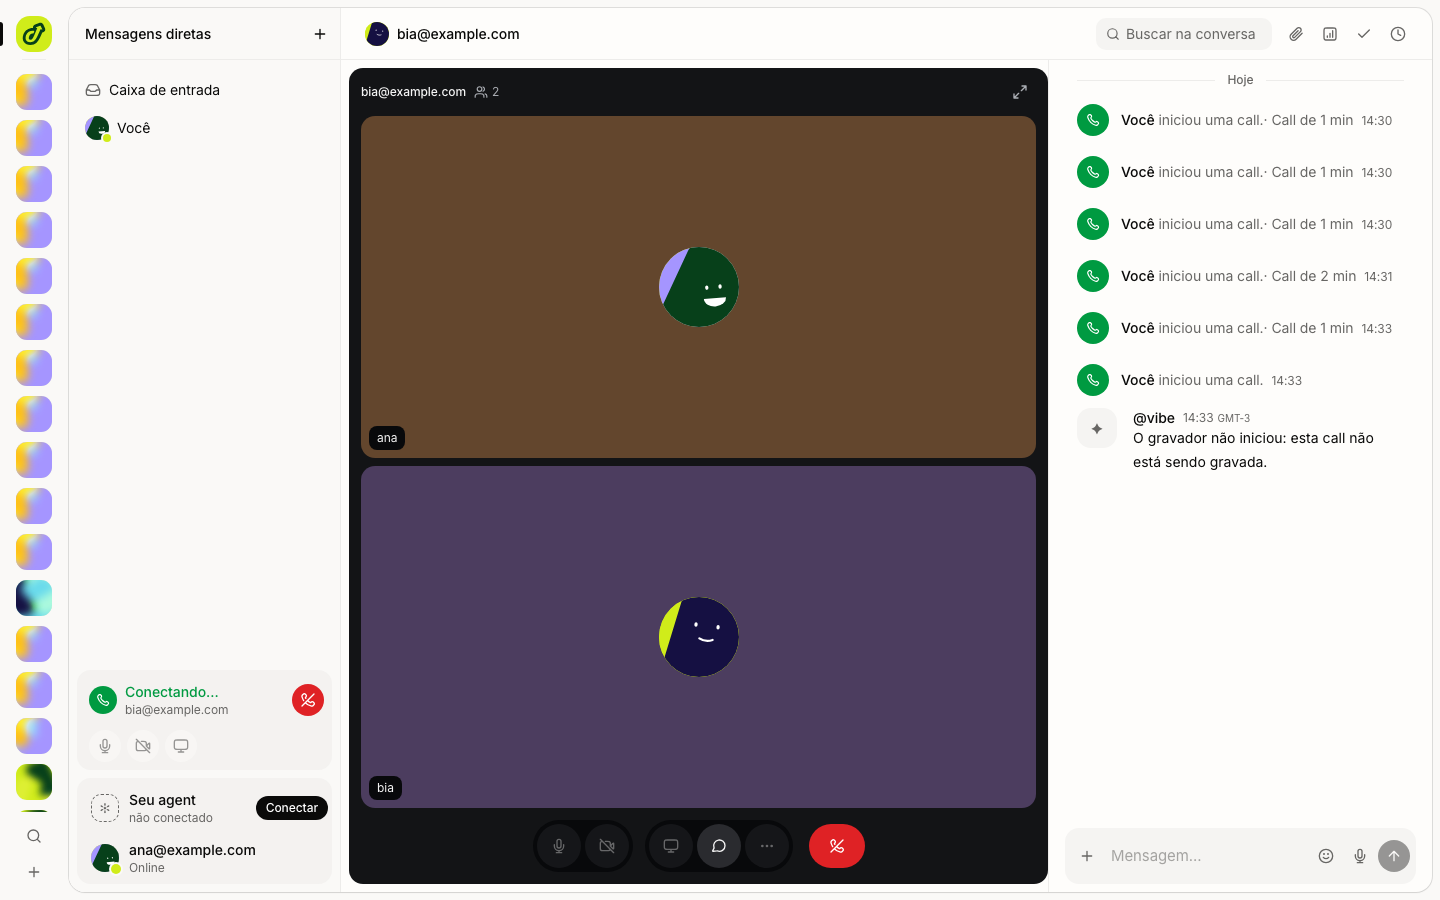 Mensagens diretas
Caixa de entrada
Você
Conectando...
bia@example.com
Seu agent
não conectado
Conectar
ana@example.com
Online
bia@example.com
Buscar na conversa
bia@example.com 2
ana
bia
Hoje
Você iniciou uma call.· Call de 1 min 14:30
Você iniciou uma call.· Call de 1 min 14:30
Você iniciou uma call.· Call de 1 min 14:30
Você iniciou uma call.· Call de 2 min 14:31
Você iniciou uma call.· Call de 1 min 14:33
Você iniciou uma call. 14:33
@vibe 14:33 GMT-3
O gravador não iniciou: esta call não
está sendo gravada.
Mensagem...